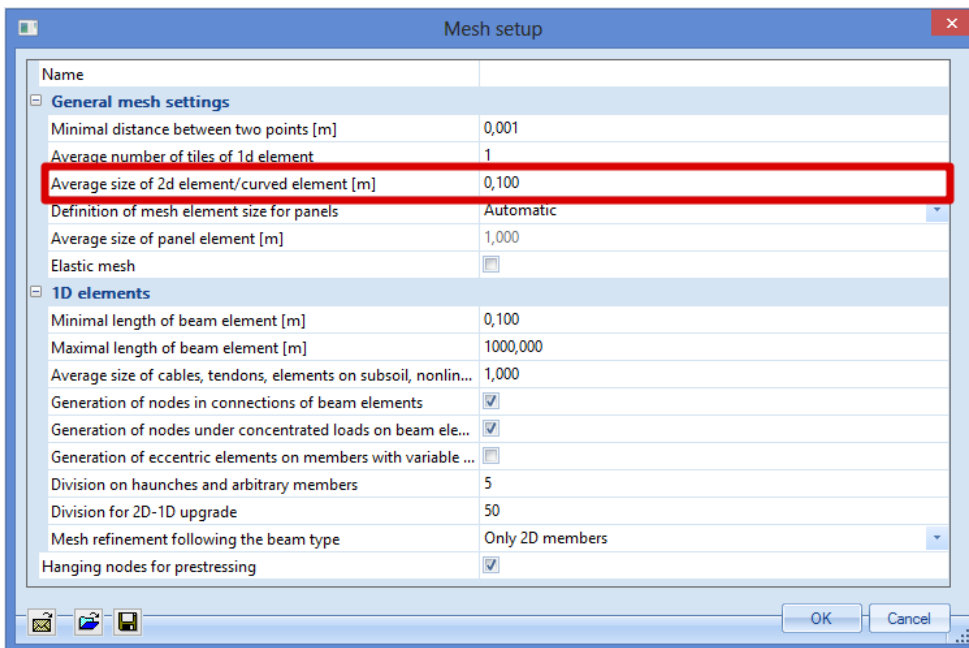 Mesh setup
Name
General mesh settings
Minimal distance between two points [m] 0,001
Average number of tiles of 1d element 1
Average size of 2d element/curved element [m] 0,100
Definition of mesh element size for panels Automatic
Average size of panel element [m] 1,000
Elastic mesh
1D elements
Minimal length of beam element [m] 0,100
Maximal length of beam element [m] 1000,000
Average size of cables, tendons, elements on subsoil, nonlin... 1,000
Generation of nodes in connections of beam elements
Generation of nodes under concentrated loads on beam ele...
Generation of eccentric elements on members with variable ...
Division on haunches and arbitrary members 5
Division for 2D-1D upgrade 50
Mesh refinement following the beam type Only 2D members
Hanging nodes for prestressing
OK Cancel